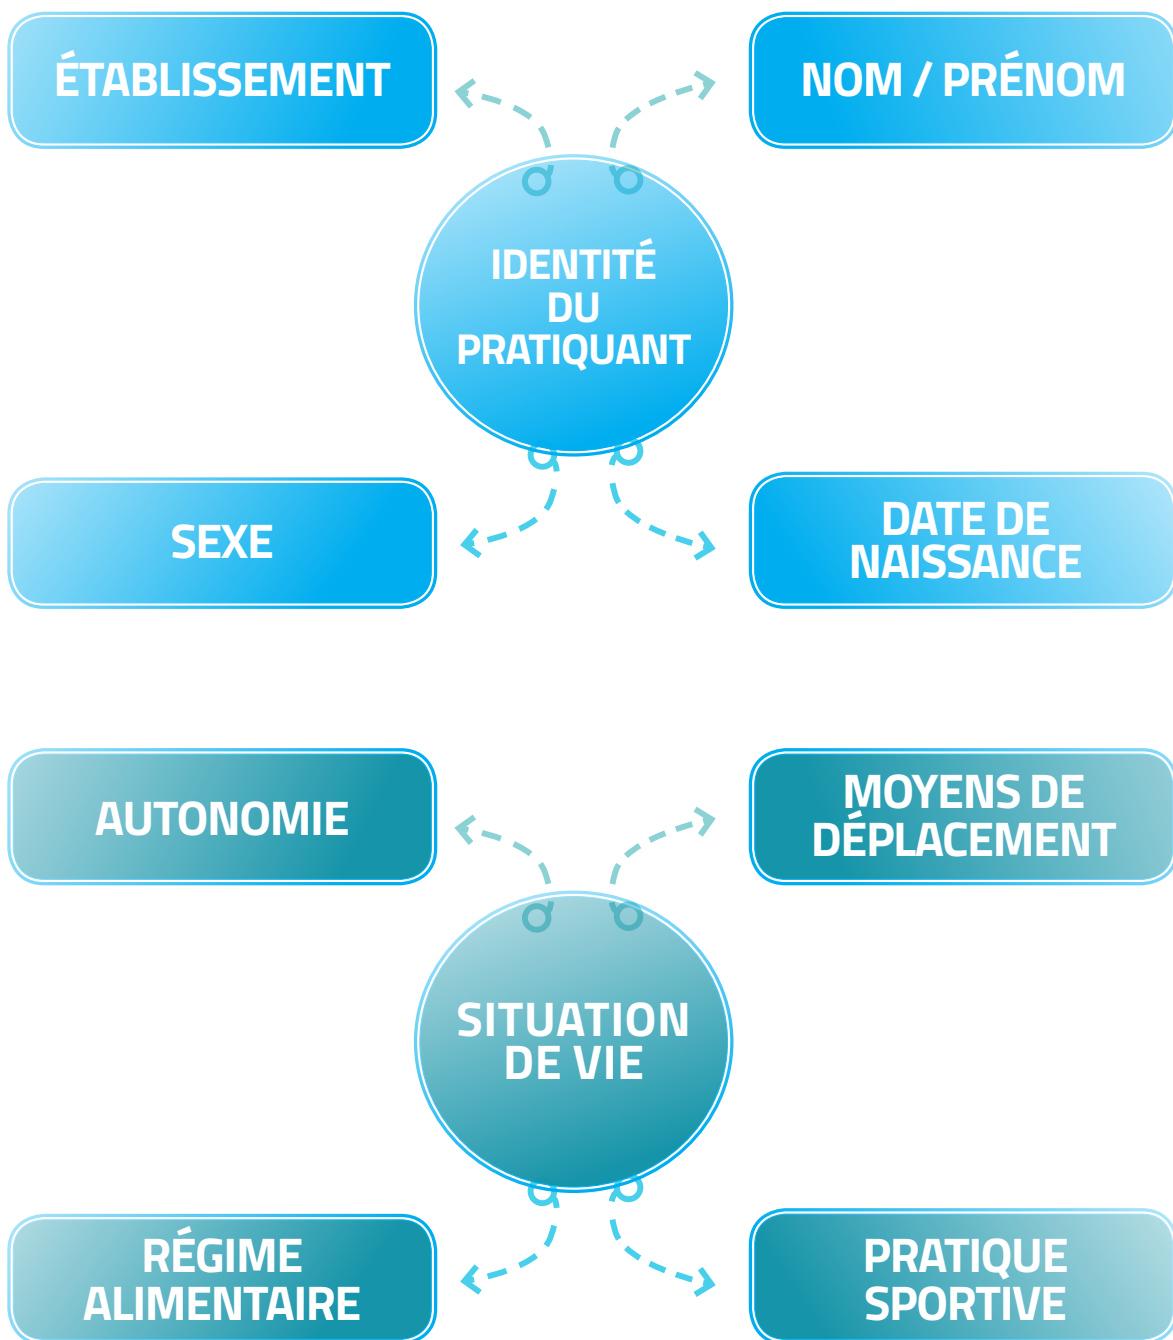 ÉTABLISSEMENT
NOM / PRÉNOM
IDENTITÉ
DU
PRATIQUANT
SEXE
DATE DE
NAISSANCE
AUTONOMIE
MOYENS DE
DÉPLACEMENT
SITUATION
DE VIE
RÉGIME
ALIMENTAIRE
PRATIQUE
SPORTIVE